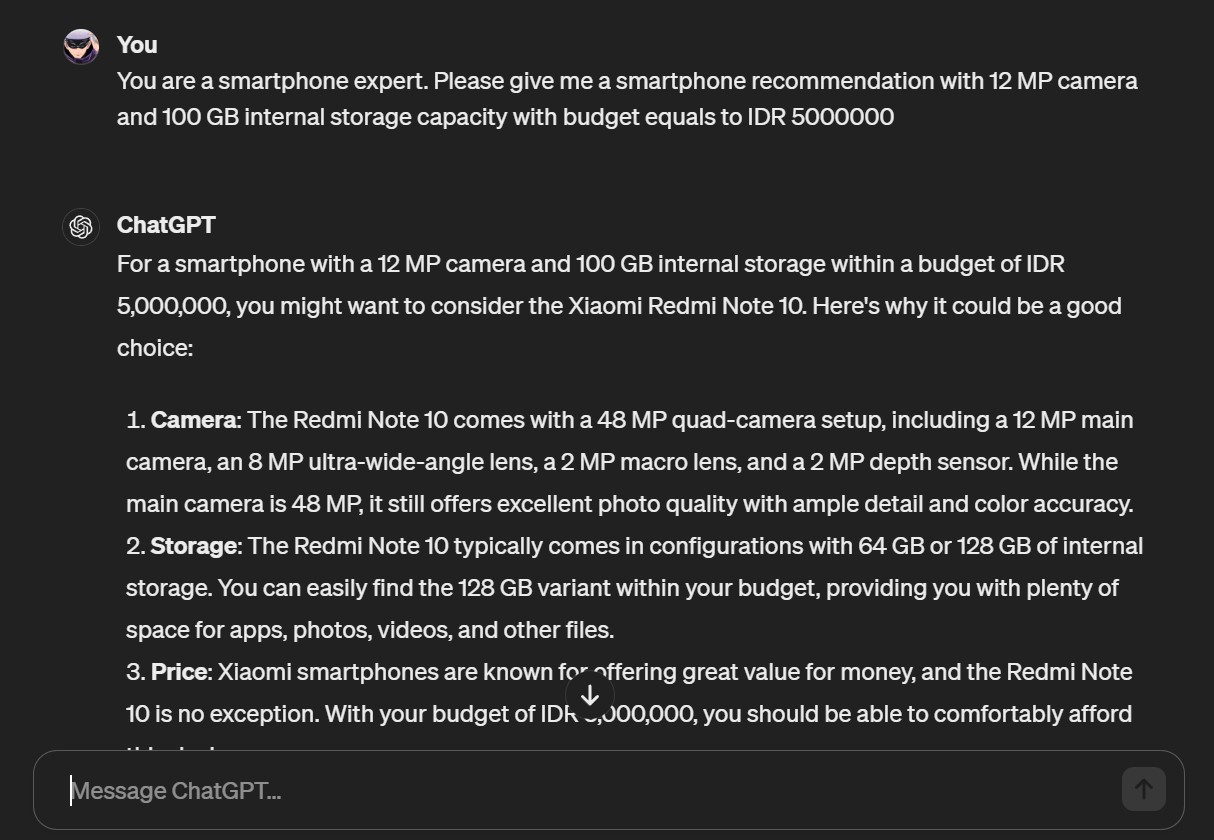 You
You are a smartphone expert. Please give me a smartphone recommendation with 12 MP camera
and 100 GB internal storage capacity with budget equals to IDR 5000000
ChatGPT
For a smartphone with a 12 MP camera and 100 GB internal storage within a budget of IDR
5,000,000, you might want to consider the Xiaomi Redmi Note 10. Here's why it could be a good
choice:
1. Camera: The Redmi Note 10 comes with a 48 MP quad-camera setup, including a 12 MP main
camera, an 8 MP ultra-wide-angle lens, a 2 MP macro lens, and a 2 MP depth sensor. While the
main camera is 48 MP, it still offers excellent photo quality with ample detail and color accuracy.
2. Storage: The Redmi Note 10 typically comes in configurations with 64 GB or 128 GB of internal
storage. You can easily find the 128 GB variant within your budget, providing you with plenty of
space for apps, photos, videos, and other files.
3. Price: Xiaomi smartphones are known for offering great value for money, and the Redmi Note
10 is no exception. With your budget of IDR 5,000,000, you should be able to comfortably afford
Message ChatGPT...